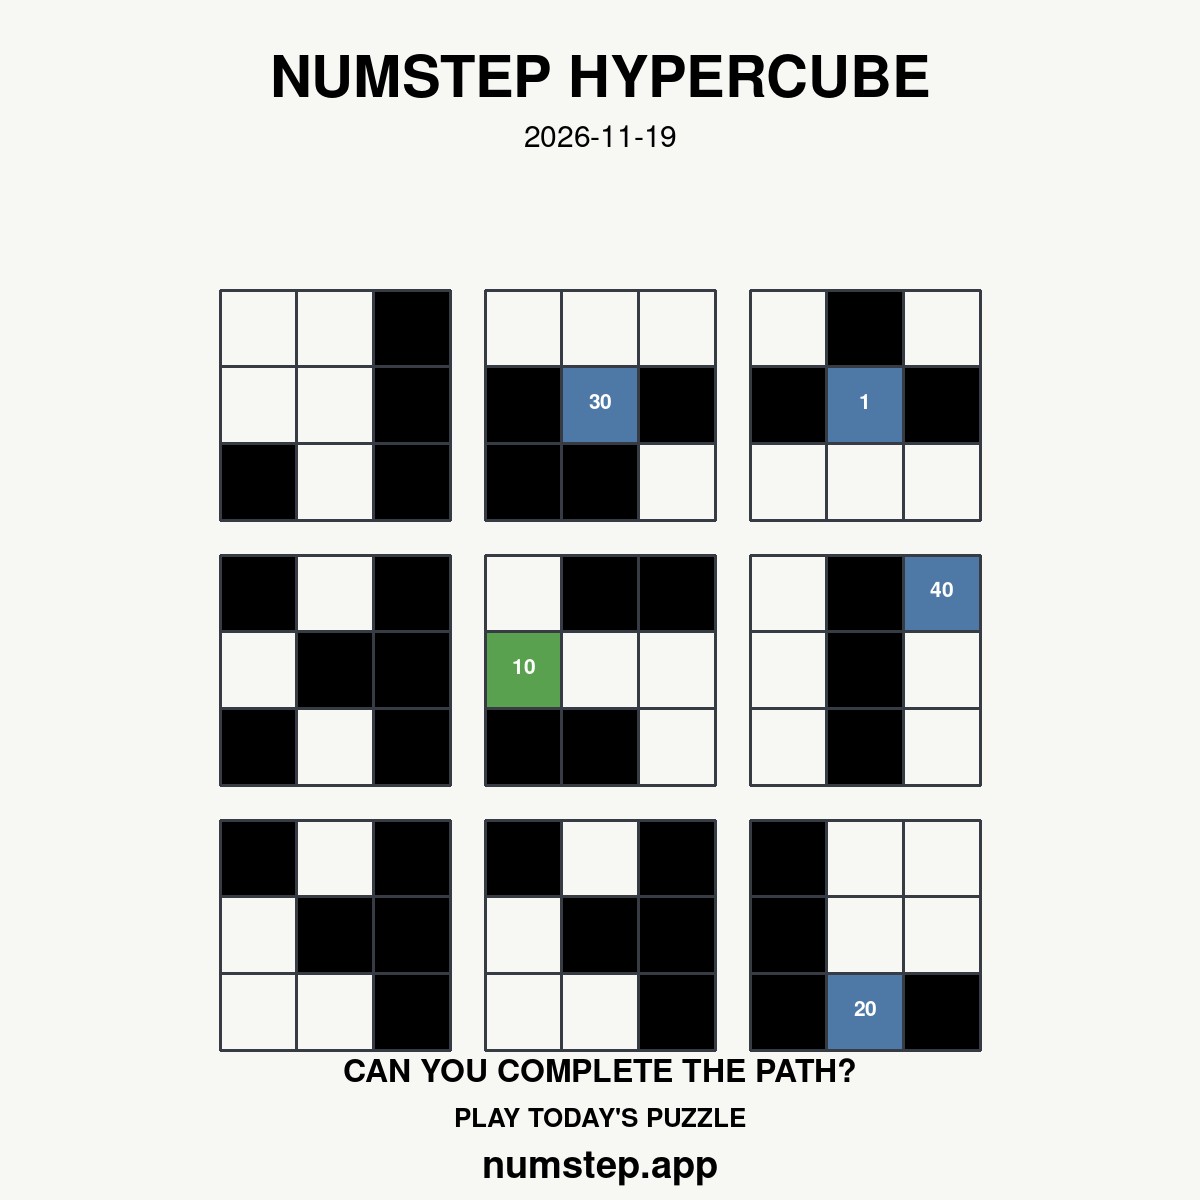 NUMSTEP HYPERCUBE
2026-11-19
30
1
40
10
20
CAN YOU COMPLETE THE PATH?
PLAY TODAY'S PUZZLE
numstep.app